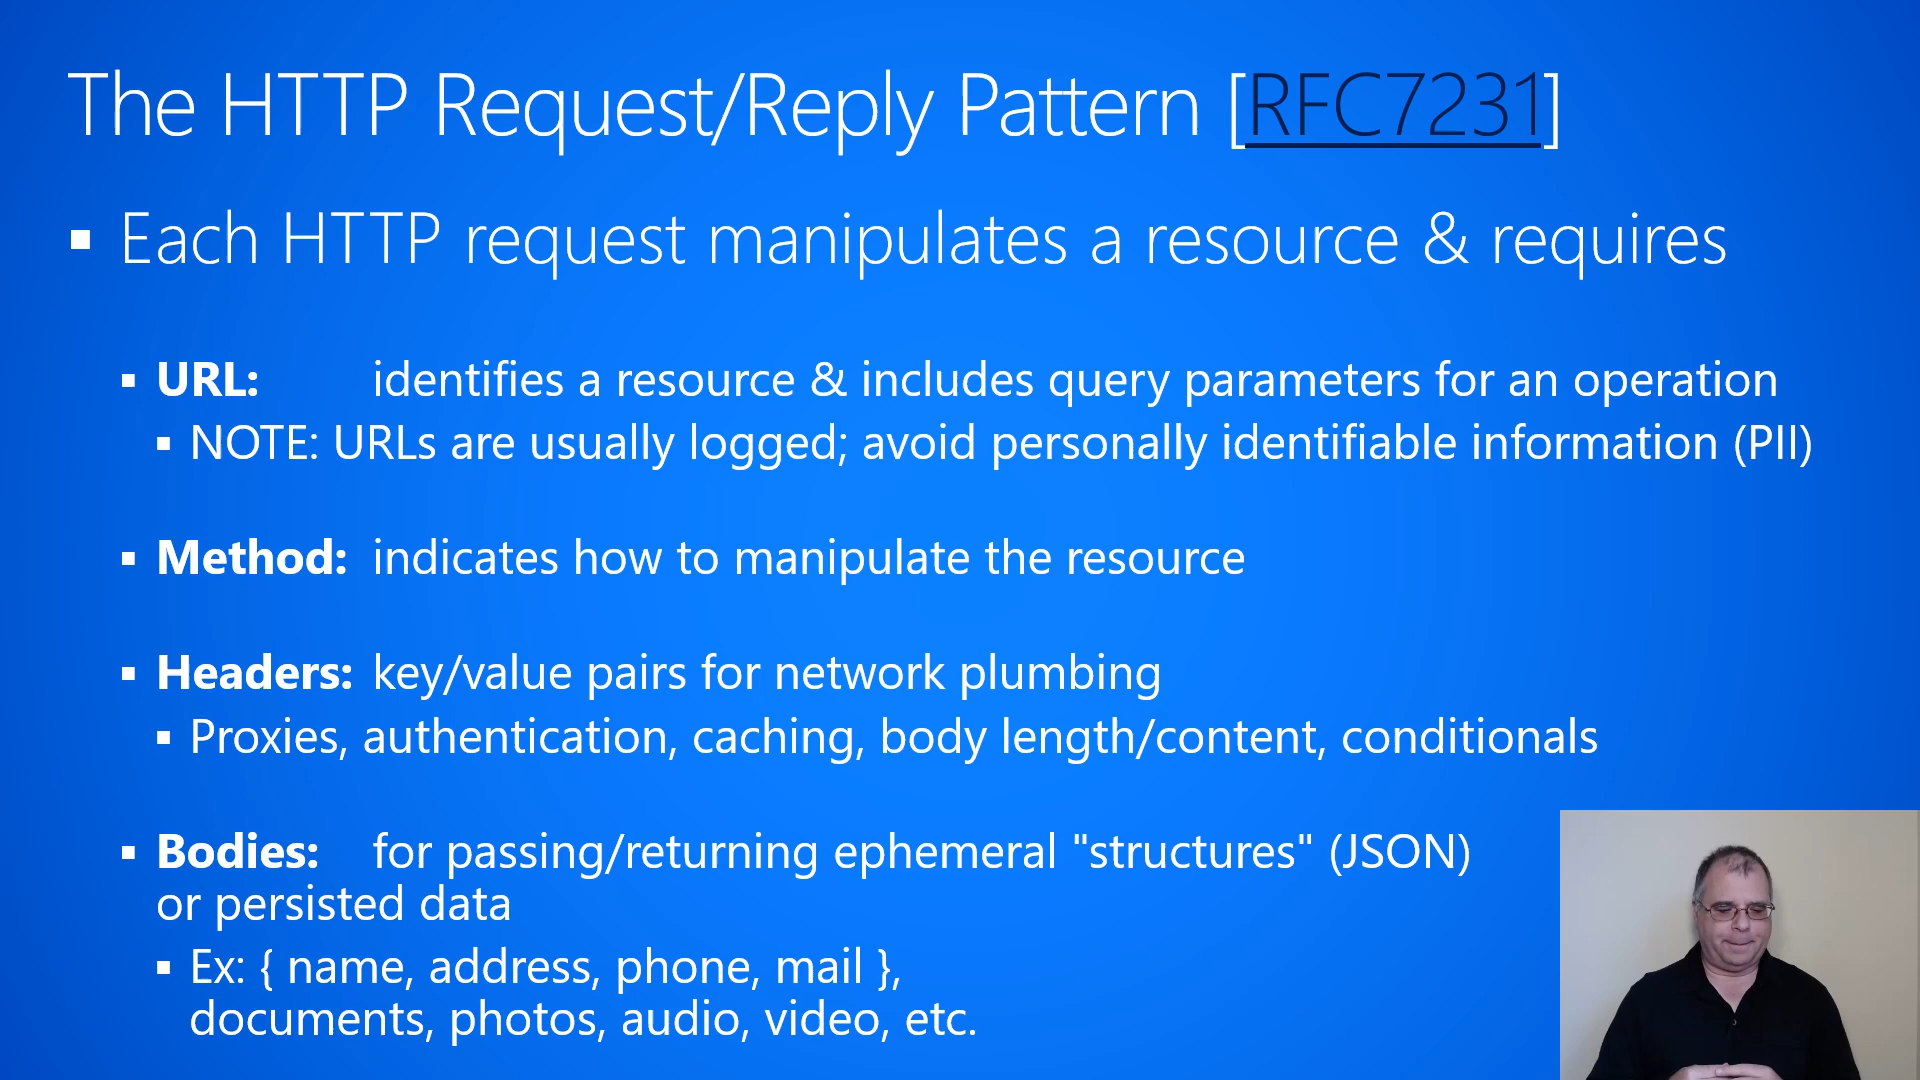 The HTTP Request/Reply Pattern [RFC7231]
▪ Each HTTP request manipulates a resource & requires
▪ URL: identifies a resource & includes query parameters for an operation
▪ NOTE: URLs are usually logged; avoid personally identifiable information (PII)
▪ Method: indicates how to manipulate the resource
▪ Headers: key/value pairs for network plumbing
▪ Proxies, authentication, caching, body length/content, conditionals
▪ Bodies: for passing/returning ephemeral "structures" (JSON)
or persisted data
▪ Ex: { name, address, phone, mail },
documents, photos, audio, video, etc.